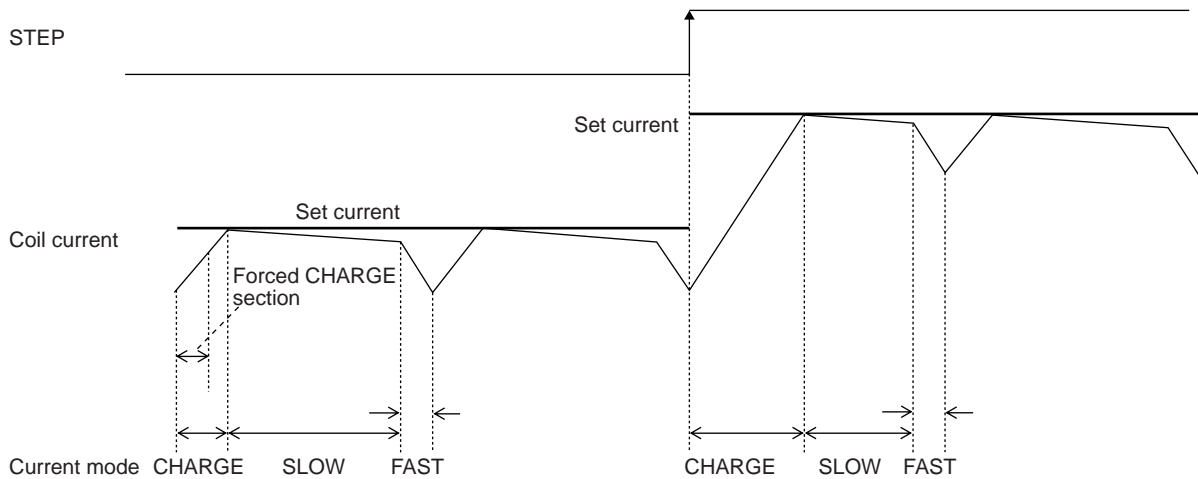 STEP
Set current
Set current
Coil current
Forced CHARGE
section
Current mode CHARGE SLOW FAST CHARGE SLOW FAST